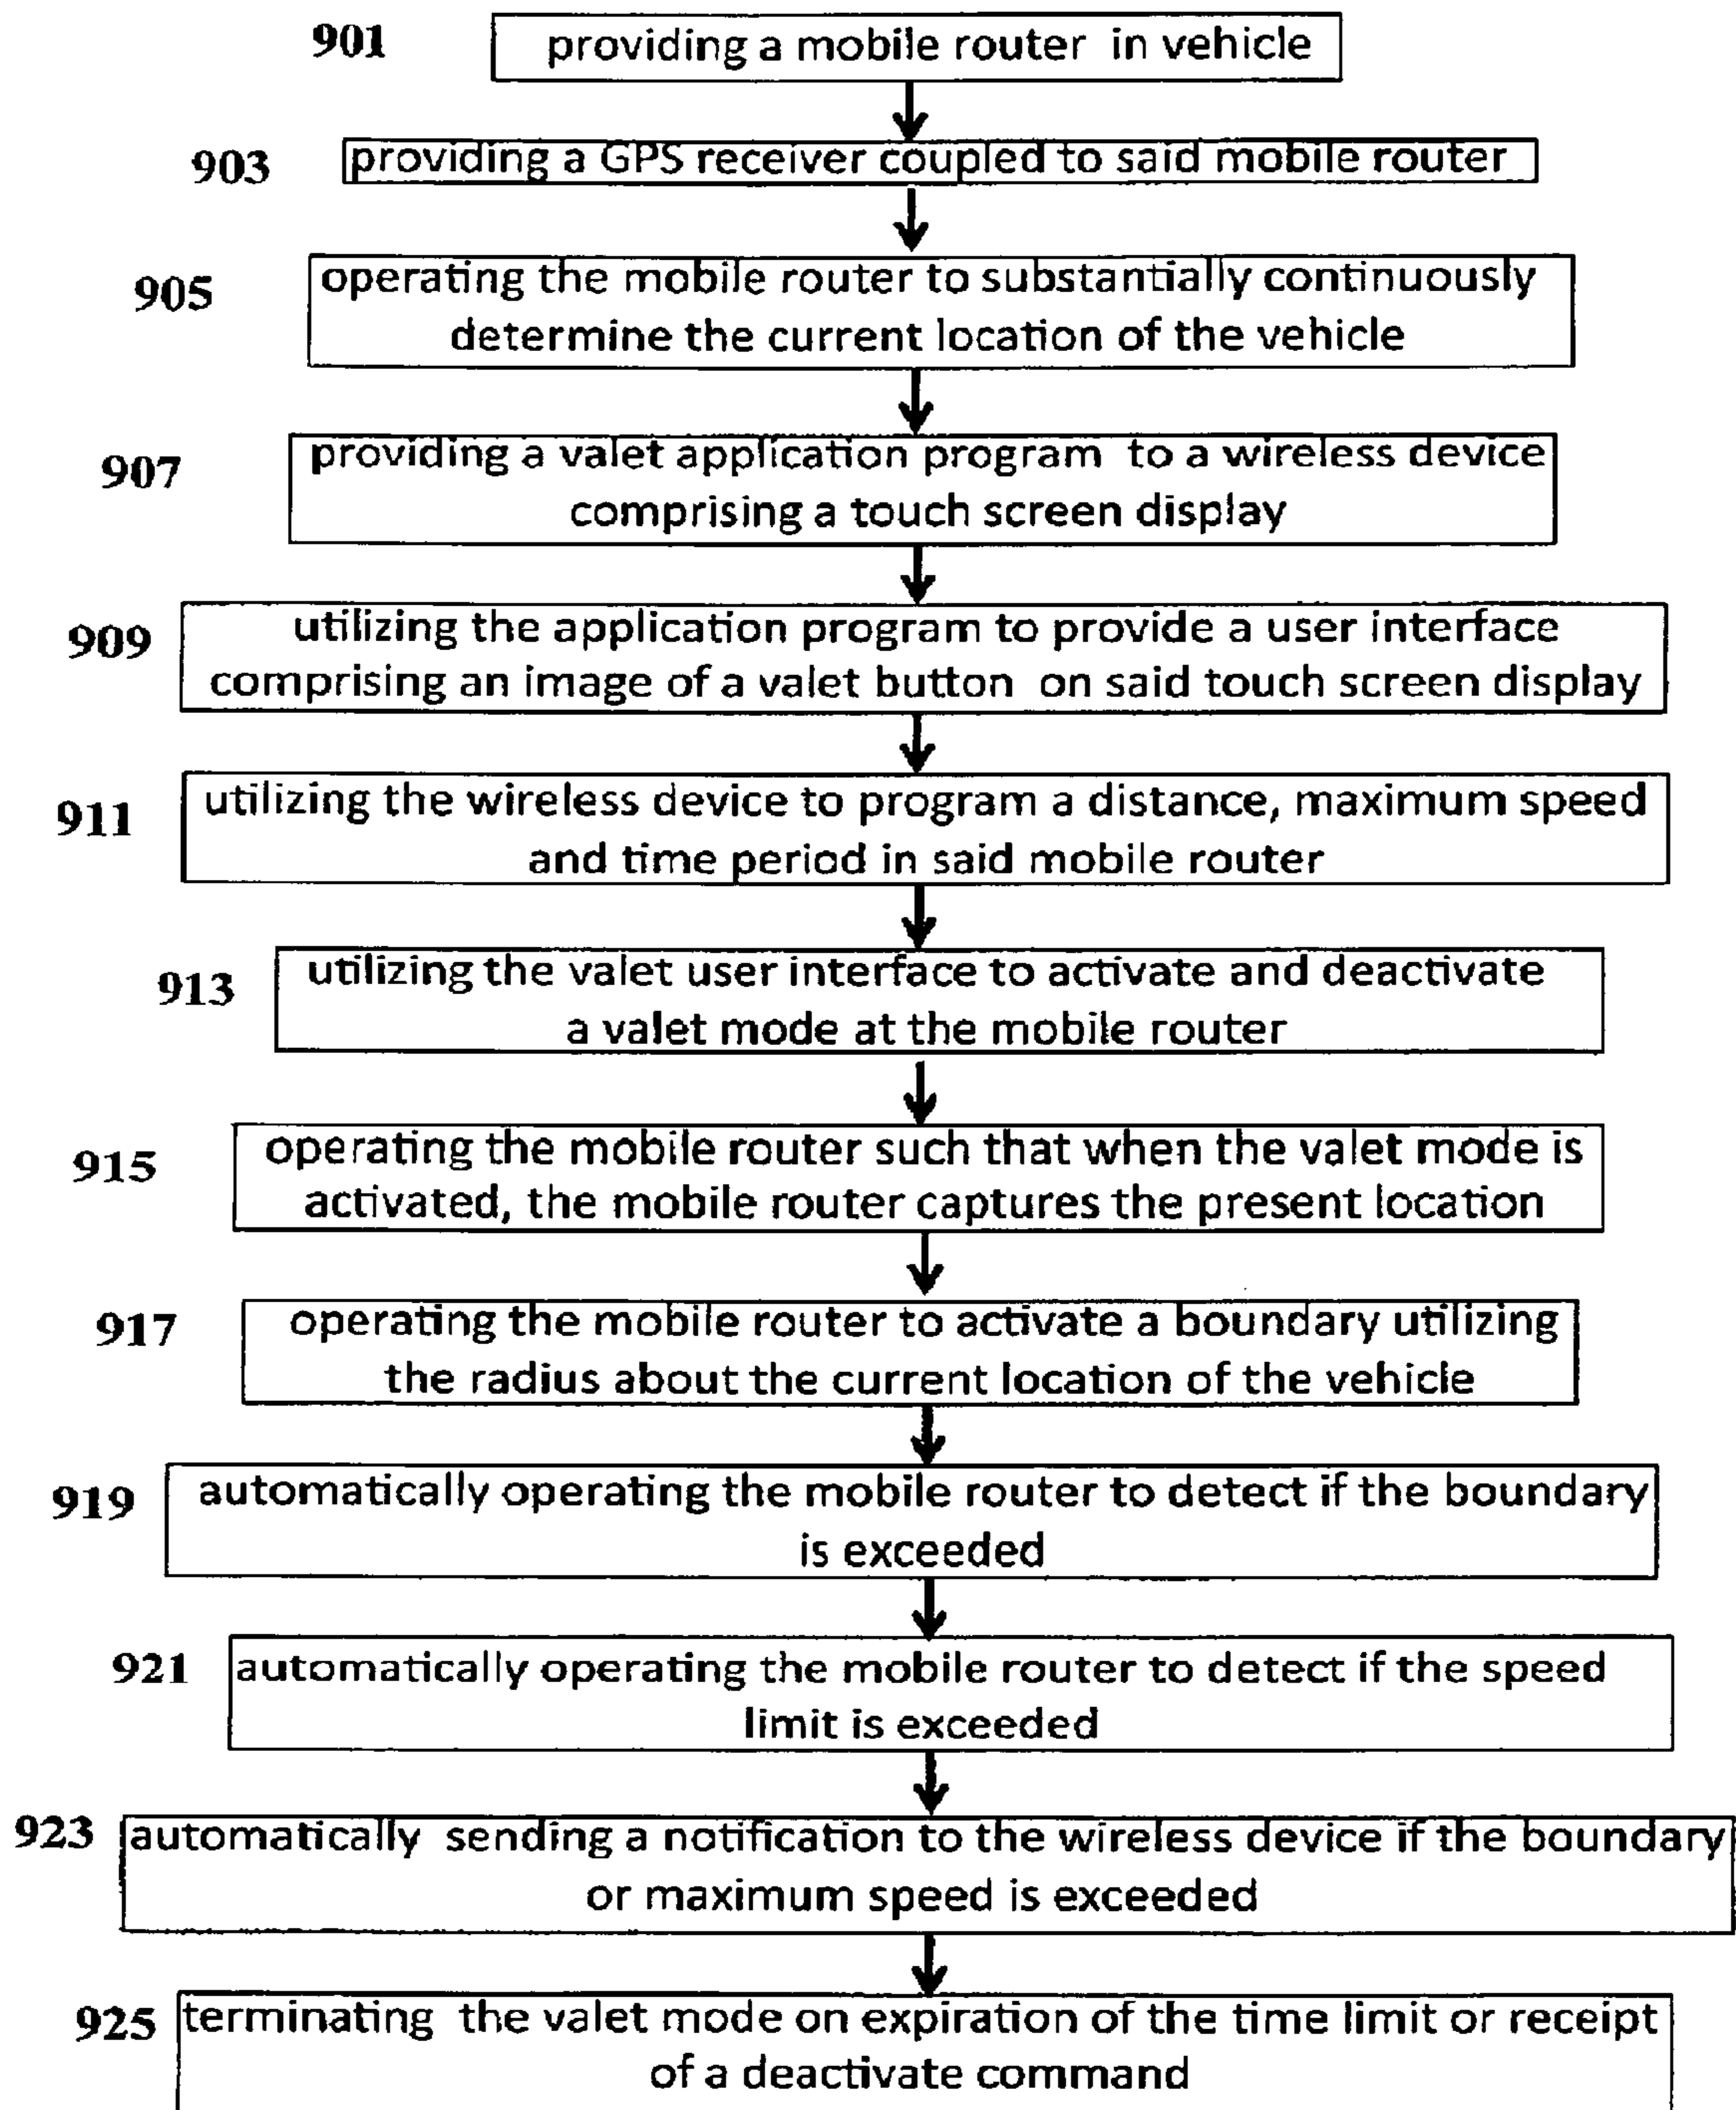 901 providing a mobile router in vehicle
903 providing a GPS receiver coupled to said mobile router
905 operating the mobile router to substantially continuously
determine the current location of the vehicle
907 providing a valet application program to a wireless device
comprising a touch screen display
909 utilizing the application program to provide a user interface
comprising an image of a valet button on said touch screen display
911 utilizing the wireless device to program a distance, maximum speed
and time period in said mobile router
913 utilizing the valet user interface to activate and deactivate
a valet mode at the mobile router
915 operating the mobile router such that when the valet mode is
activated, the mobile router captures the present location
917 operating the mobile router to activate a boundary utilizing
the radius about the current location of the vehicle
919 automatically operating the mobile router to detect if the boundary
is exceeded
921 automatically operating the mobile router to detect if the speed
limit is exceeded
923 automatically sending a notification to the wireless device if the boundary
or maximum speed is exceeded
925 terminating the valet mode on expiration of the time limit or receipt
of a deactivate command